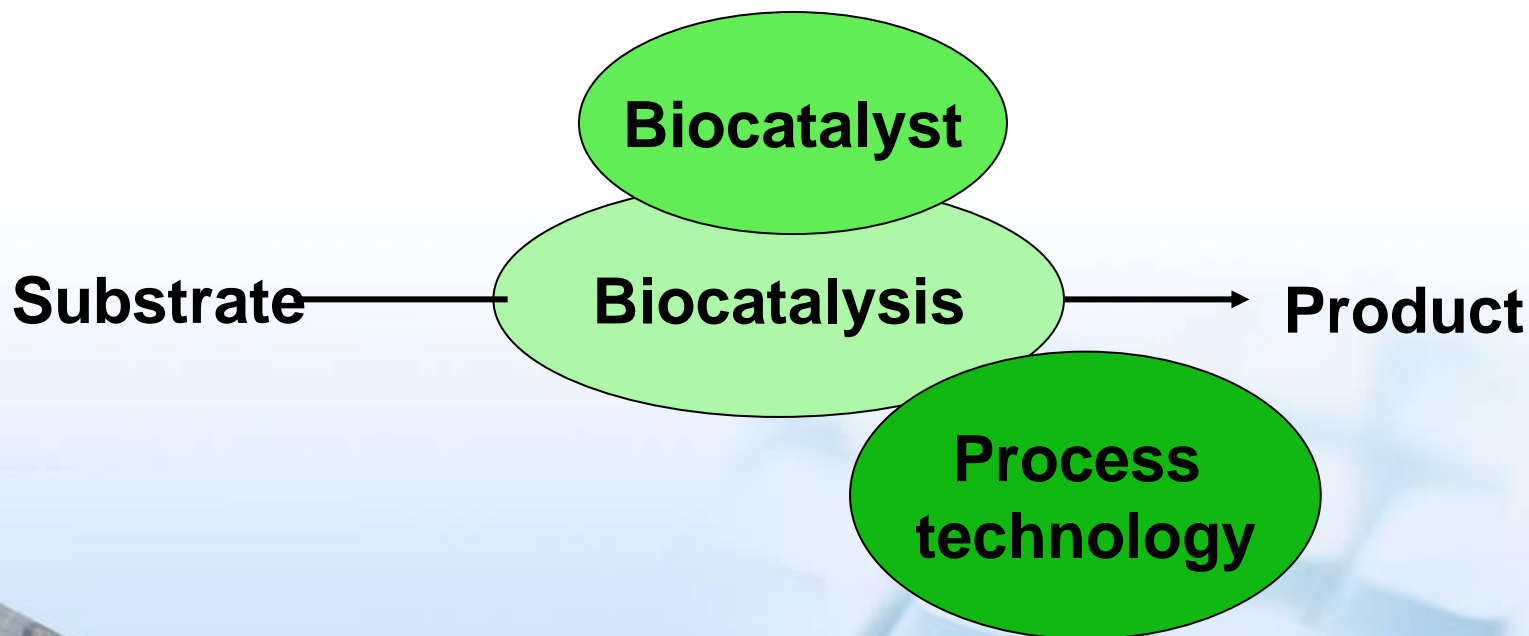 Biocatalyst
Substrate
Biocatalysis
Product
Process
technology